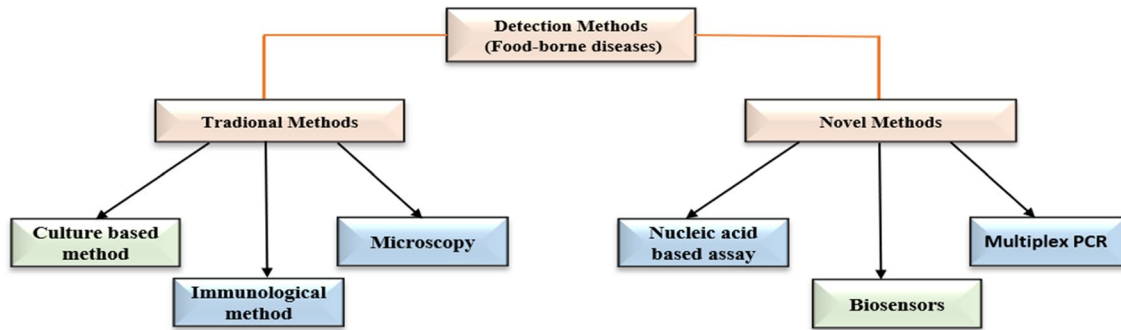 Detection Methods
(Food-borne diseases)
Tradional Methods
Novel Methods
Culture based
method
Immunological
method
Microscopy
Nucleic acid
based assay
Biosensors
Multiplex PCR